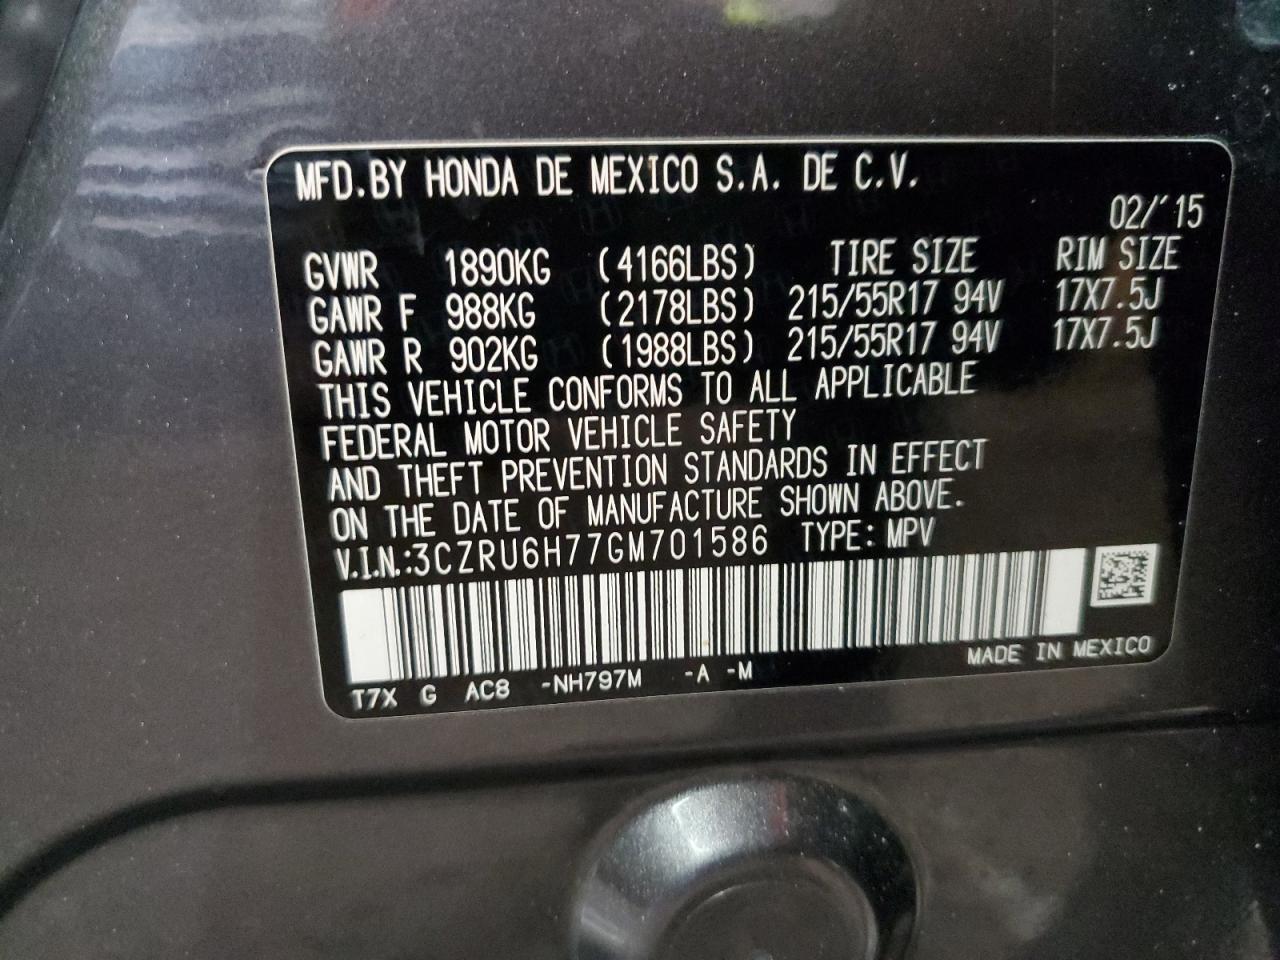 MFD.BY HONDA DE MEXICO S.A. DE C.V.
02/'15
GVWR 1890KG (4166LBS) TIRE SIZE RIM SIZE
GAWR F 988KG (2178LBS) 215/55R17 94V 17X7.5J
GAWR R 902KG (1988LBS) 215/55R17 94V 17X7.5J
THIS VEHICLE CONFORMS TO ALL APPLICABLE
FEDERAL MOTOR VEHICLE SAFETY
AND THEFT PREVENTION STANDARDS IN EFFECT
ON THE DATE OF MANUFACTURE SHOWN ABOVE.
V.I.N.:3CZRU6H77GM701586 TYPE: MPV
MADE IN MEXICO
T7X G AC8 -NH797M -A -M